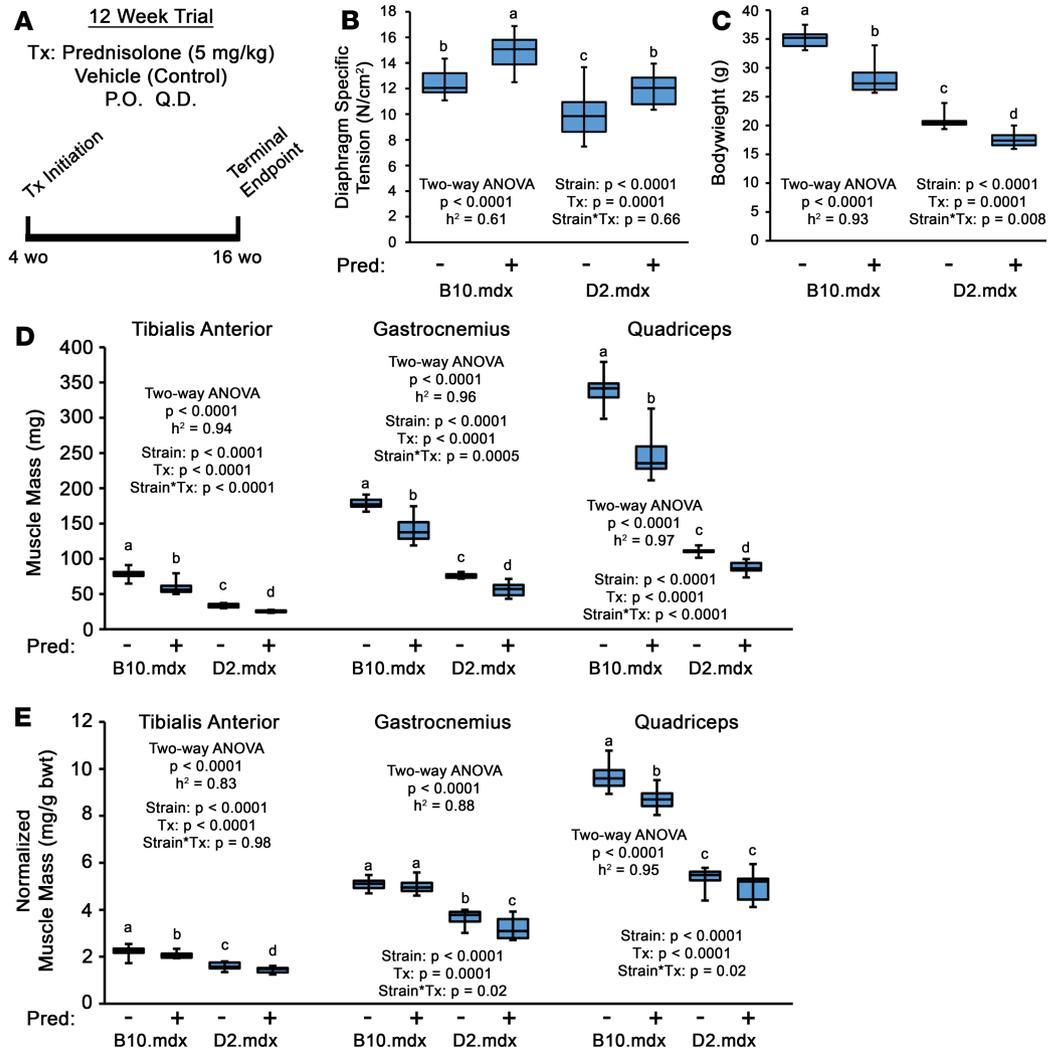 A
12 Week Trial
Tx: Prednisolone (5 mg/kg)
Vehicle (Control)
P.O. Q.D.
Tx Initiation
Terminal
Endpoint
4 wo
16 wo
B
Diaphragm Specific
Tension (N/cm²)
18
16
14
12
10
8
6
4
2
0
b
a
c
b
Two-way ANOVA
p < 0.0001
h² = 0.61
Strain: p < 0.0001
Tx: p = 0.0001
Strain*Tx: p = 0.66
Pred: - + - +
B10.mdx D2.mdx
C
Bodywieght (g)
40
35
30
25
20
15
10
5
0
a
b
c
d
Two-way ANOVA
p < 0.0001
h² = 0.93
Strain: p < 0.0001
Tx: p = 0.0001
Strain*Tx: p = 0.008
- + - +
B10.mdx D2.mdx
D
Muscle Mass (mg)
400
350
300
250
200
150
100
50
0
Tibialis Anterior
Two-way ANOVA
p < 0.0001
h² = 0.94
Strain: p < 0.0001
Tx: p < 0.0001
Strain*Tx: p < 0.0001
a
b
c
d
Gastrocnemius
Two-way ANOVA
p < 0.0001
h² = 0.96
Strain: p < 0.0001
Tx: p < 0.0001
Strain*Tx: p = 0.0005
a
b
c
d
Quadriceps
a
b
c
d
Two-way ANOVA
p < 0.0001
h² = 0.97
Strain: p < 0.0001
Tx: p < 0.0001
Strain*Tx: p < 0.0001
Pred: - + - + - + - + - + - +
B10.mdx D2.mdx B10.mdx D2.mdx B10.mdx D2.mdx
E
Normalized
Muscle Mass (mg/g bwt)
12
10
8
6
4
2
0
Tibialis Anterior
Two-way ANOVA
p < 0.0001
h² = 0.83
Strain: p < 0.0001
Tx: p < 0.0001
Strain*Tx: p = 0.98
a
b
c
d
Gastrocnemius
Two-way ANOVA
p < 0.0001
h² = 0.88
a
a
b
c
Strain: p < 0.0001
Tx: p = 0.0001
Strain*Tx: p = 0.02
Quadriceps
a
b
c
c
Two-way ANOVA
p < 0.0001
h² = 0.95
Strain: p < 0.0001
Tx: p < 0.0001
Strain*Tx: p = 0.02
Pred: - + - + - + - + - + - +
B10.mdx D2.mdx B10.mdx D2.mdx B10.mdx D2.mdx